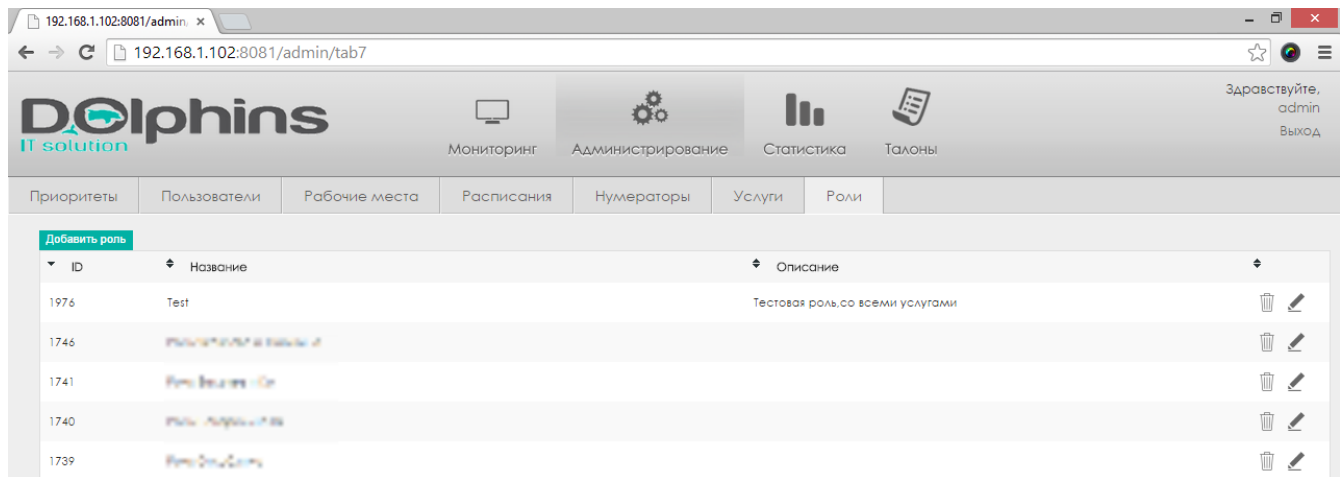 192.168.1.102:8081/admin/
192.168.1.102:8081/admin/tab7
DOlphins
IT solution
Мониторинг
Администрирование
Статистика
Талоны
Здравствуйте,
admin
Выход
Приоритеты
Пользователи
Рабочие места
Расписания
Нумераторы
Услуги
Роли
Добавить роль
ID Название Описание
1976 Test Тестовая роль,со всеми услугами
1746
1741
1740
1739